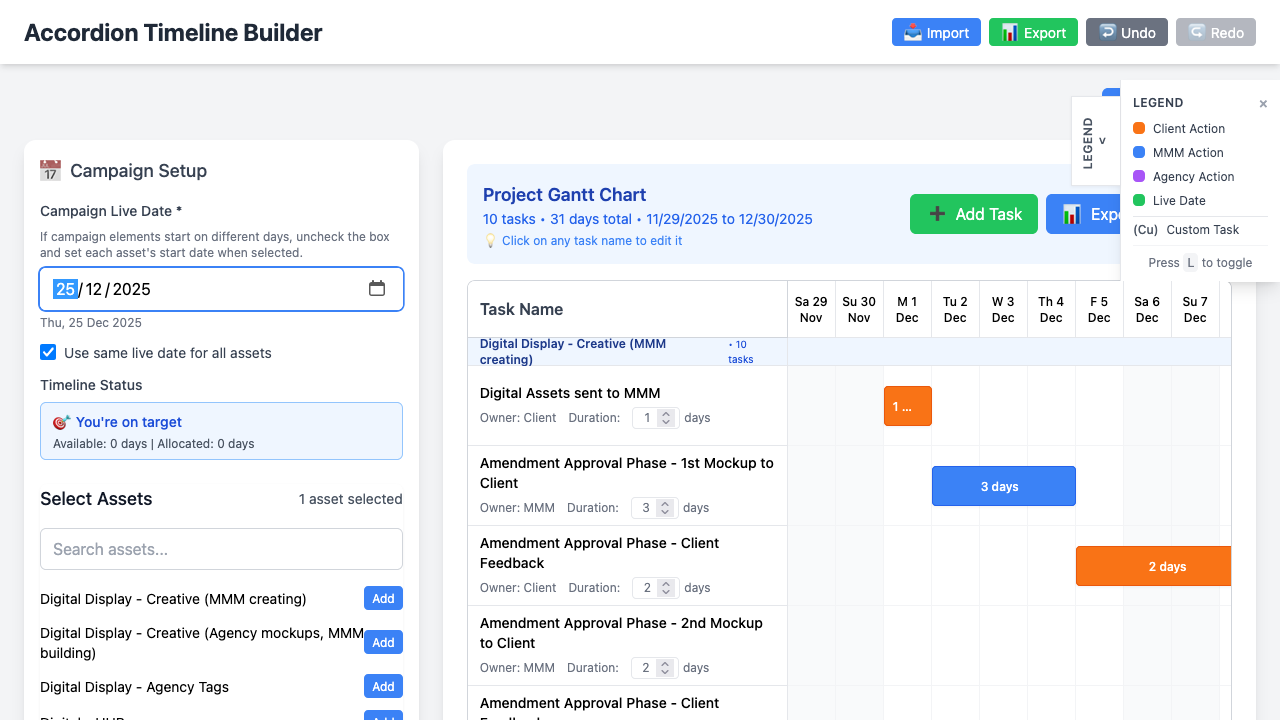 Accordion Timeline Builder
Import
Export
Undo
Redo
LEGEND
LEGEND
×
Client Action
MMM Action
Agency Action
Live Date
(Cu) Custom Task
Press L to toggle
17 Campaign Setup
Campaign Live Date *
If campaign elements start on different days, uncheck the box
and set each asset's start date when selected.
25/12/2025
Thu, 25 Dec 2025
Use same live date for all assets
Timeline Status
You're on target
Available: 0 days | Allocated: 0 days
Select Assets
1 asset selected
Search assets...
Digital Display - Creative (MMM creating)
Add
Digital Display - Creative (Agency mockups, MMM
building)
Add
Digital Display - Agency Tags
Add
Project Gantt Chart
10 tasks • 31 days total • 11/29/2025 to 12/30/2025
Click on any task name to edit it
Add Task
Task Name
Sa 29
Nov
Su 30
Nov
M 1
Dec
Tu 2
Dec
W 3
Dec
Th 4
Dec
F 5
Dec
Sa 6
Dec
Su 7
Dec
Digital Display - Creative (MMM
creating)
• 10
tasks
Digital Assets sent to MMM
Owner: Client Duration: 1 days
1 ...
Amendment Approval Phase - 1st Mockup to
Client
Owner: MMM Duration: 3 days
3 days
Amendment Approval Phase - Client
Feedback
Owner: Client Duration: 2 days
2 days
Amendment Approval Phase - 2nd Mockup
to Client
Owner: MMM Duration: 2 days
Amendment Approval Phase - Client